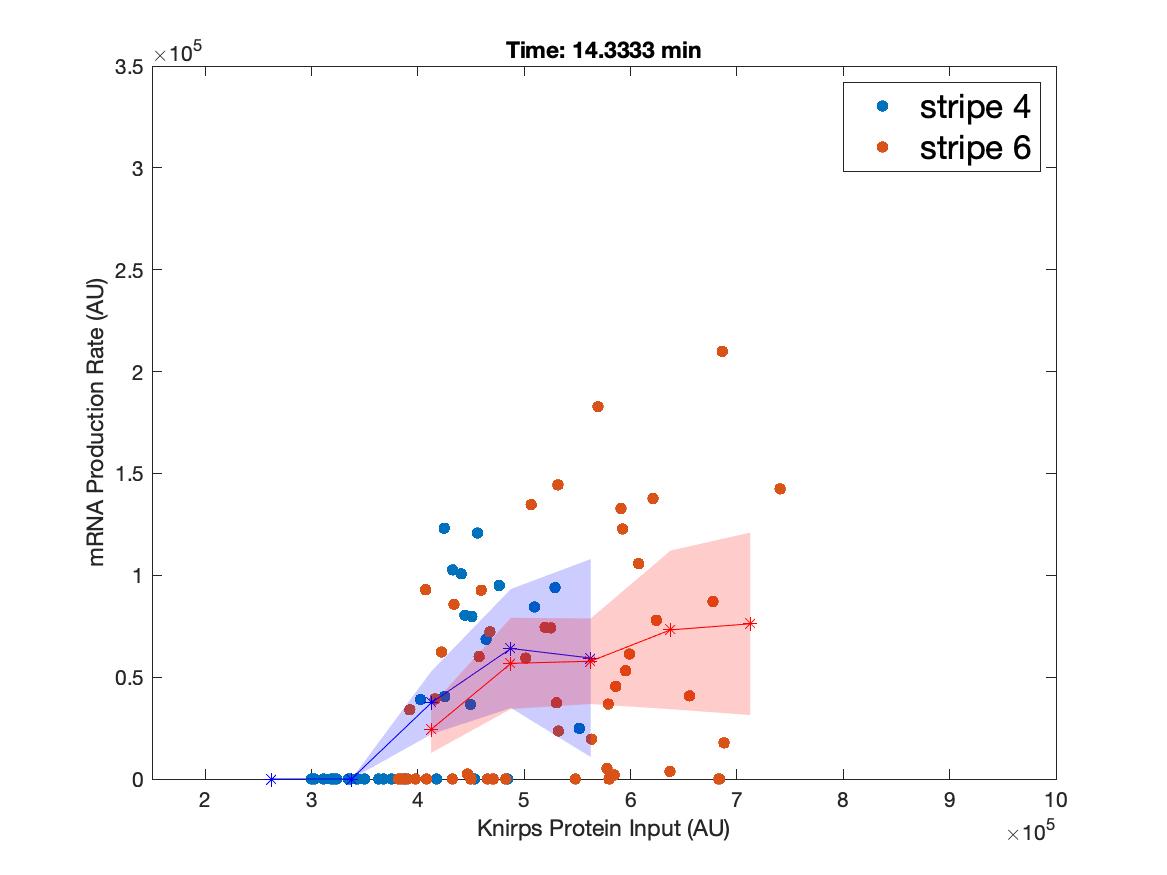 Time: 14.3333 min
×10⁵
3.5
3
2.5
2
1.5
1
0.5
0
mRNA Production Rate (AU)
stripe 4
stripe 6
2 3 4 5 6 7 8 9 10
Knirps Protein Input (AU)
×10⁵